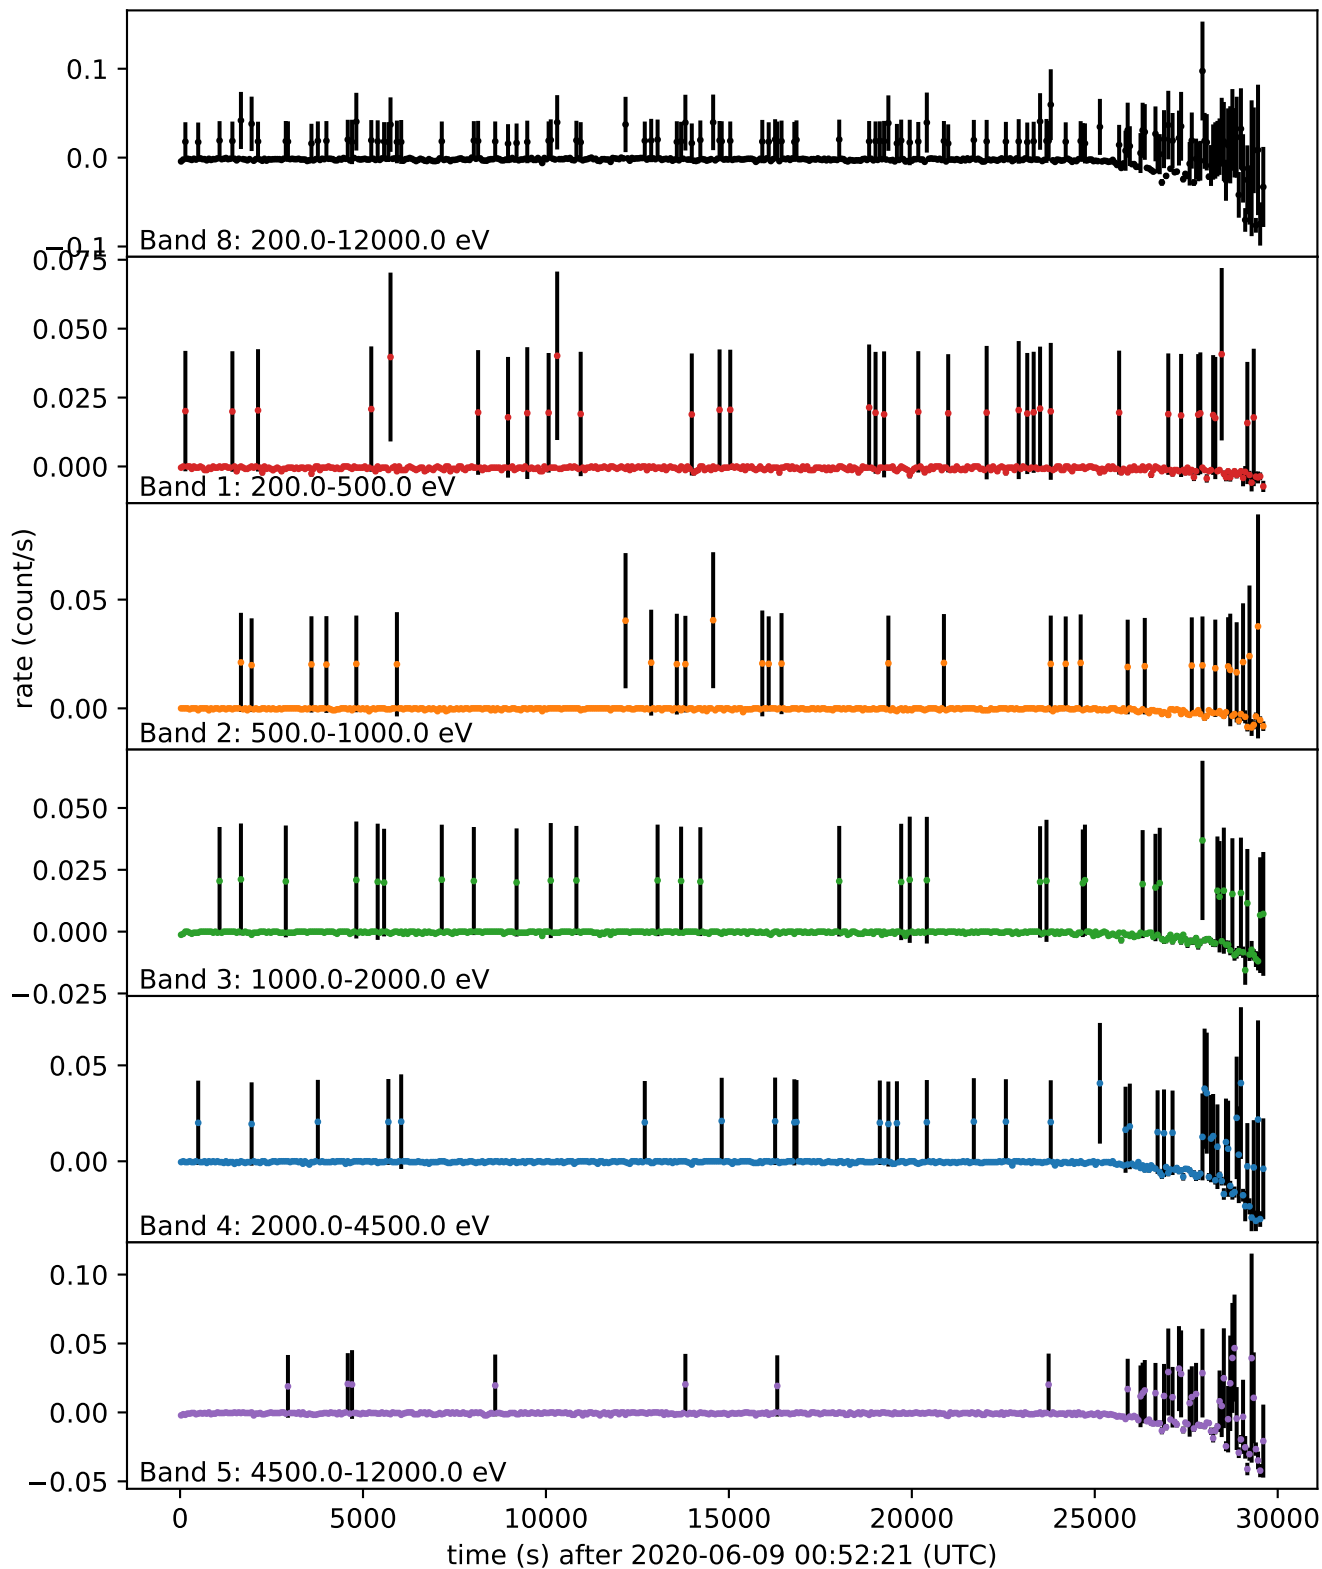 0.1
0.0
−0.1
Band 8: 200.0-12000.0 eV
0.075
0.050
0.025
0.000
Band 1: 200.0-500.0 eV
rate (count/s)
0.05
0.00
Band 2: 500.0-1000.0 eV
0.050
0.025
0.000
−0.025
Band 3: 1000.0-2000.0 eV
0.05
0.00
Band 4: 2000.0-4500.0 eV
0.10
0.05
0.00
−0.05
Band 5: 4500.0-12000.0 eV
0 5000 10000 15000 20000 25000 30000
time (s) after 2020-06-09 00:52:21 (UTC)